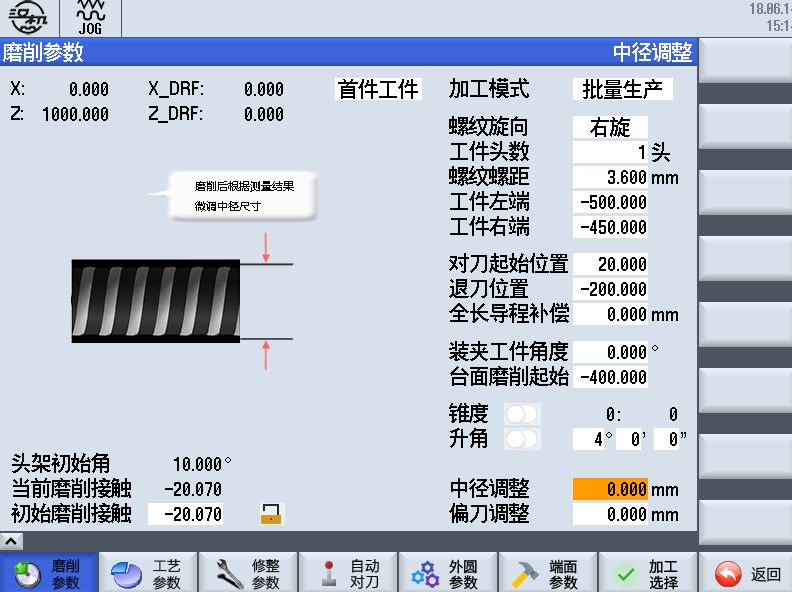 JOG
18.06.1
15:1
磨削参数 中径调整
X: 0.000 X_DRF: 0.000 首件工件 加工模式 批量生产
Z: 1000.000 Z_DRF: 0.000
螺纹旋向 右旋
工件头数 1 头
螺纹螺距 3.600 mm
工件左端 -500.000
工件右端 -450.000
磨削后根据测量结果
微调中径尺寸
对刀起始位置 20.000
退刀位置 -200.000
全长导程补偿 0.000 mm
装夹工件角度 0.000 °
台面磨削起始 -400.000
锥度 0: 0
升角 4° 0' 0"
头架初始角 10.000°
当前磨削接触 -20.070
初始磨削接触 -20.070
中径调整 0.000 mm
偏刀调整 0.000 mm
磨削参数
工艺参数
修整参数
自动对刀
外圆参数
端面参数
加工选择
返回